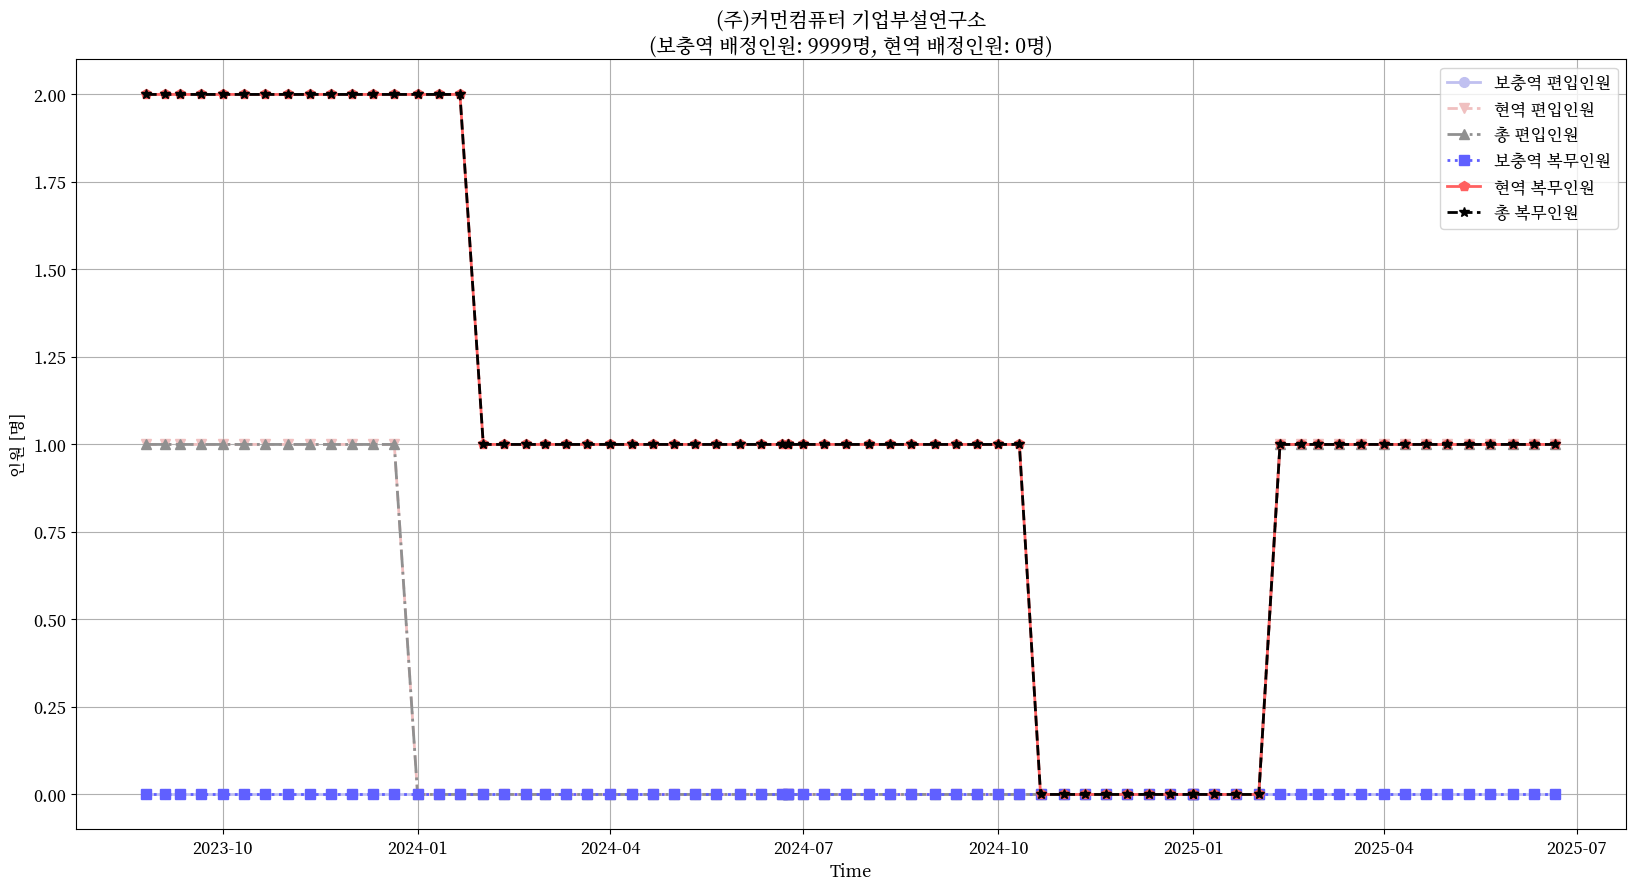 (주)커먼컴퓨터 기업부설연구소
(보충역 배정인원: 9999명, 현역 배정인원: 0명)
보충역 편입인원
현역 편입인원
총 편입인원
보충역 복무인원
현역 복무인원
총 복무인원
인원 [명]
2.00
1.75
1.50
1.25
1.00
0.75
0.50
0.25
0.00
2023-10
2024-01
2024-04
2024-07
2024-10
2025-01
2025-04
2025-07
Time